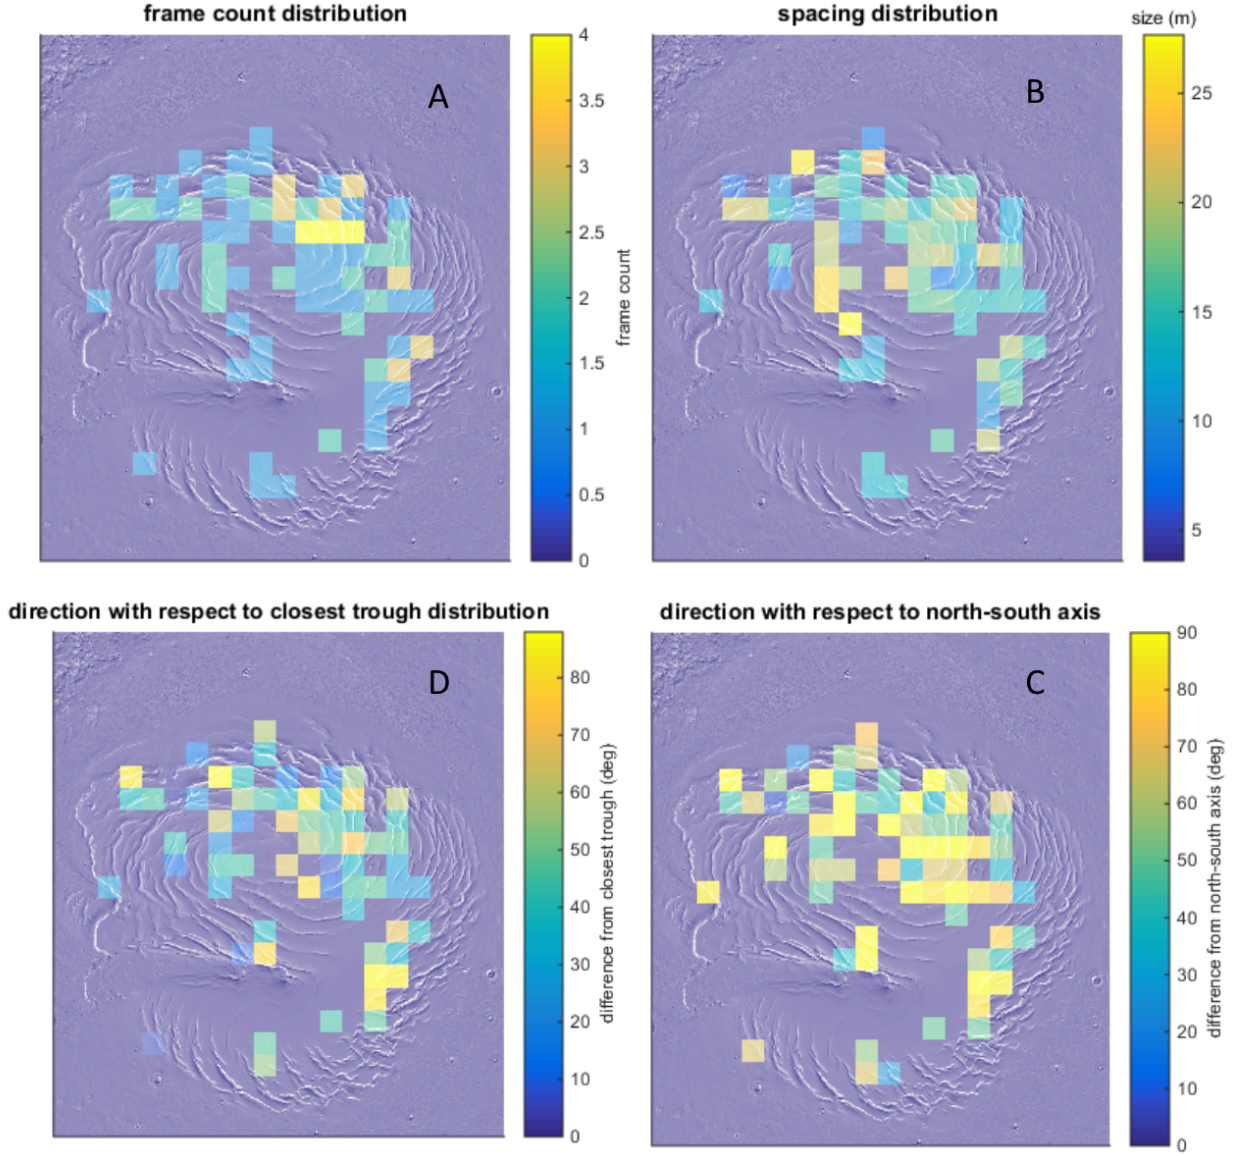 frame count distribution
A
4
3.5
3
2.5
2
1.5
1
0.5
0
frame count
spacing distribution
B
size (m)
25
20
15
10
5
direction with respect to closest trough distribution
D
80
70
60
50
40
30
20
10
0
difference from closest trough (deg)
direction with respect to north-south axis
C
90
80
70
60
50
40
30
20
10
0
difference from north-south axis (deg)